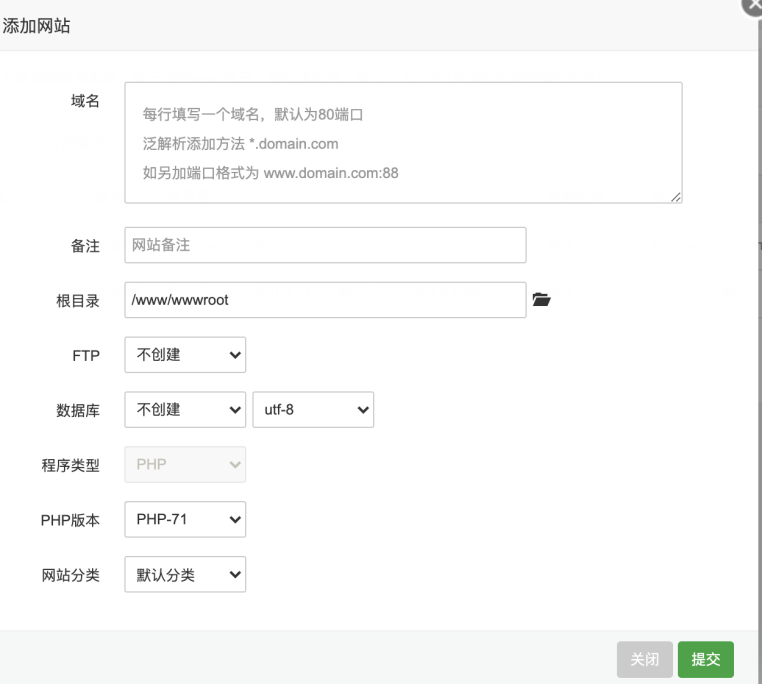 添加网站
域名
每行填写一个域名，默认为80端口
泛解析添加方法 *.domain.com
如另加端口格式为 www.domain.com:88
备注 网站备注
根目录 /www/wwwroot
FTP 不创建
数据库 不创建 utf-8
程序类型 PHP
PHP版本 PHP-71
网站分类 默认分类
关闭 提交